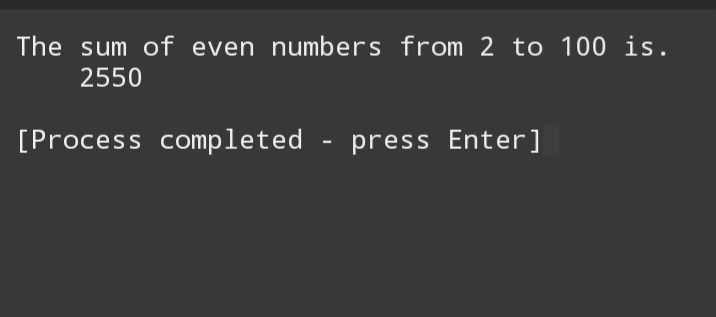 The sum of even numbers from 2 to 100 is.
2550
[Process completed - press Enter]